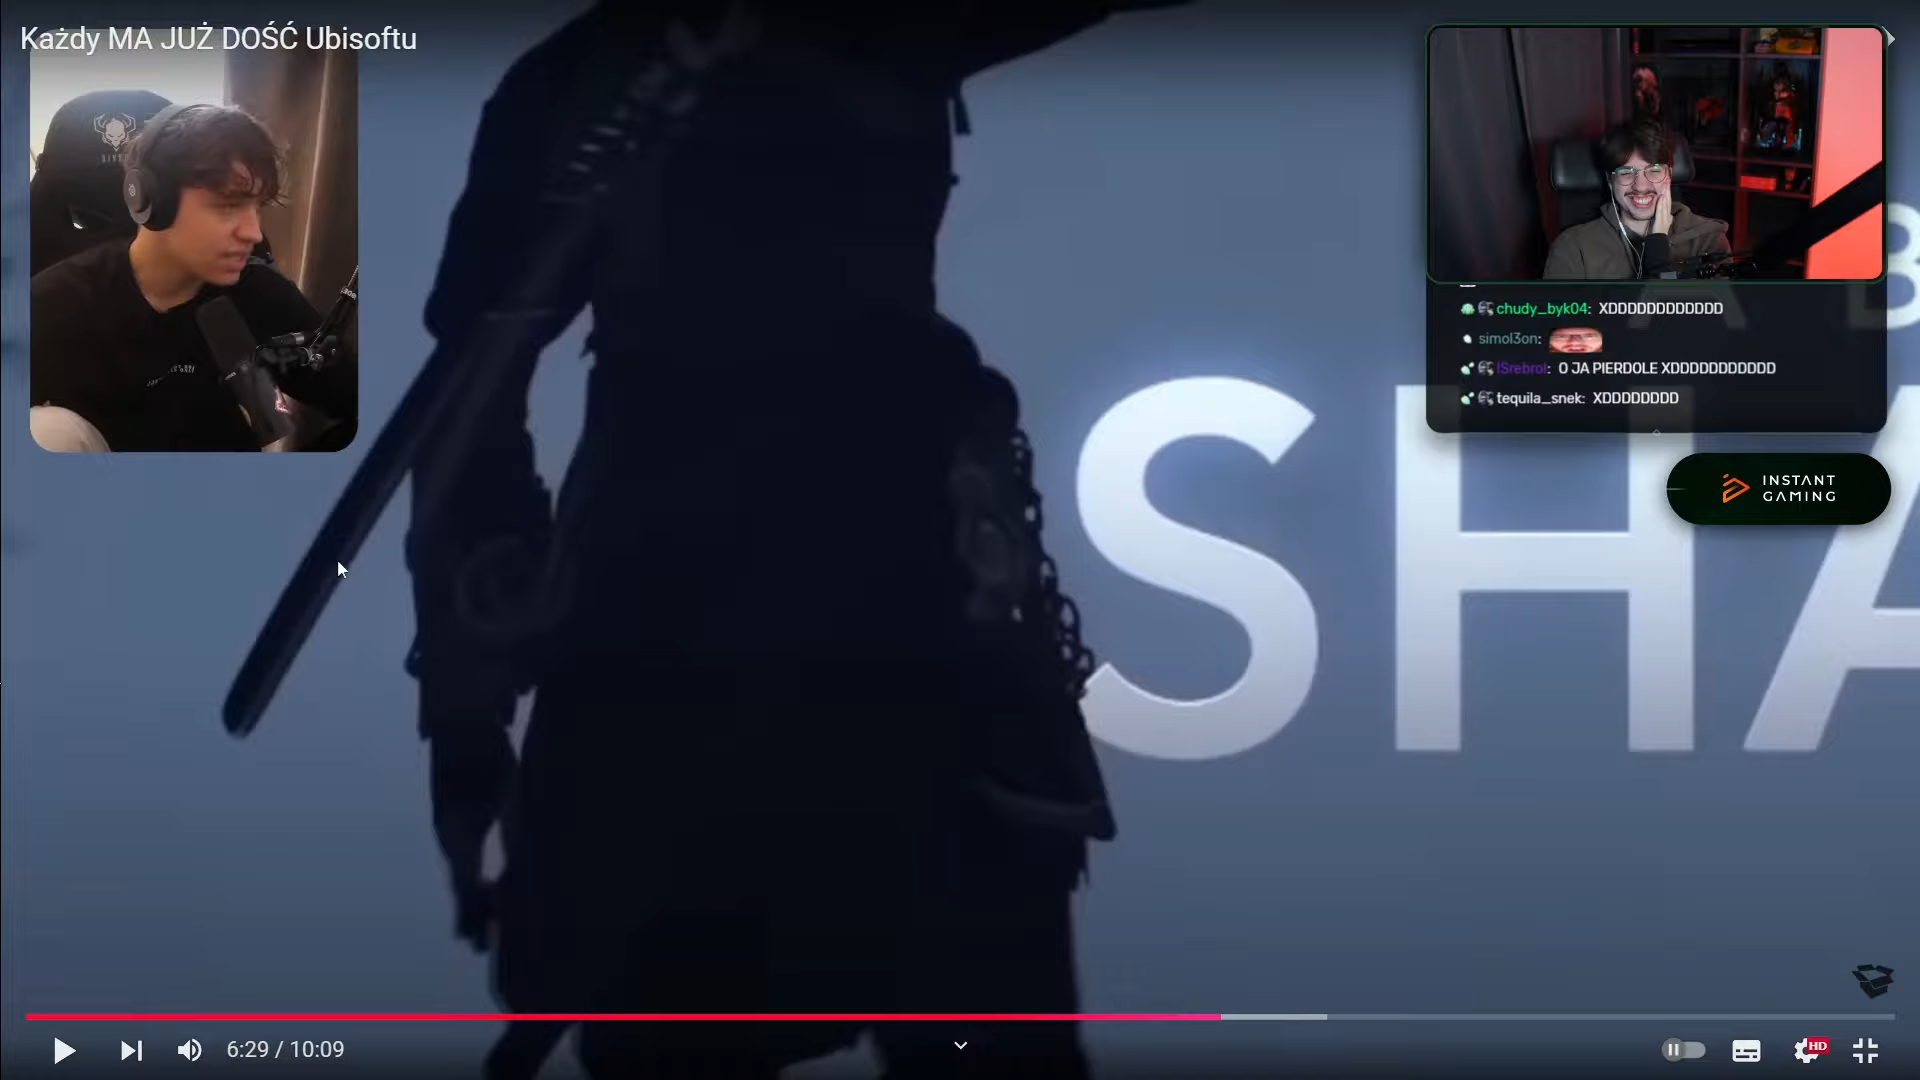 Każdy MA JUŻ DOŚĆ Ubisoftu
chudy_byk04: XDDDDDDDDDDDD
simol3on:
lSrebrol: O JA PIERDOLE XDDDDDDDDDDD
tequila_snek: XDDDDDDDD
INSTANT
GAMING
SHA
6:29 / 10:09
HD